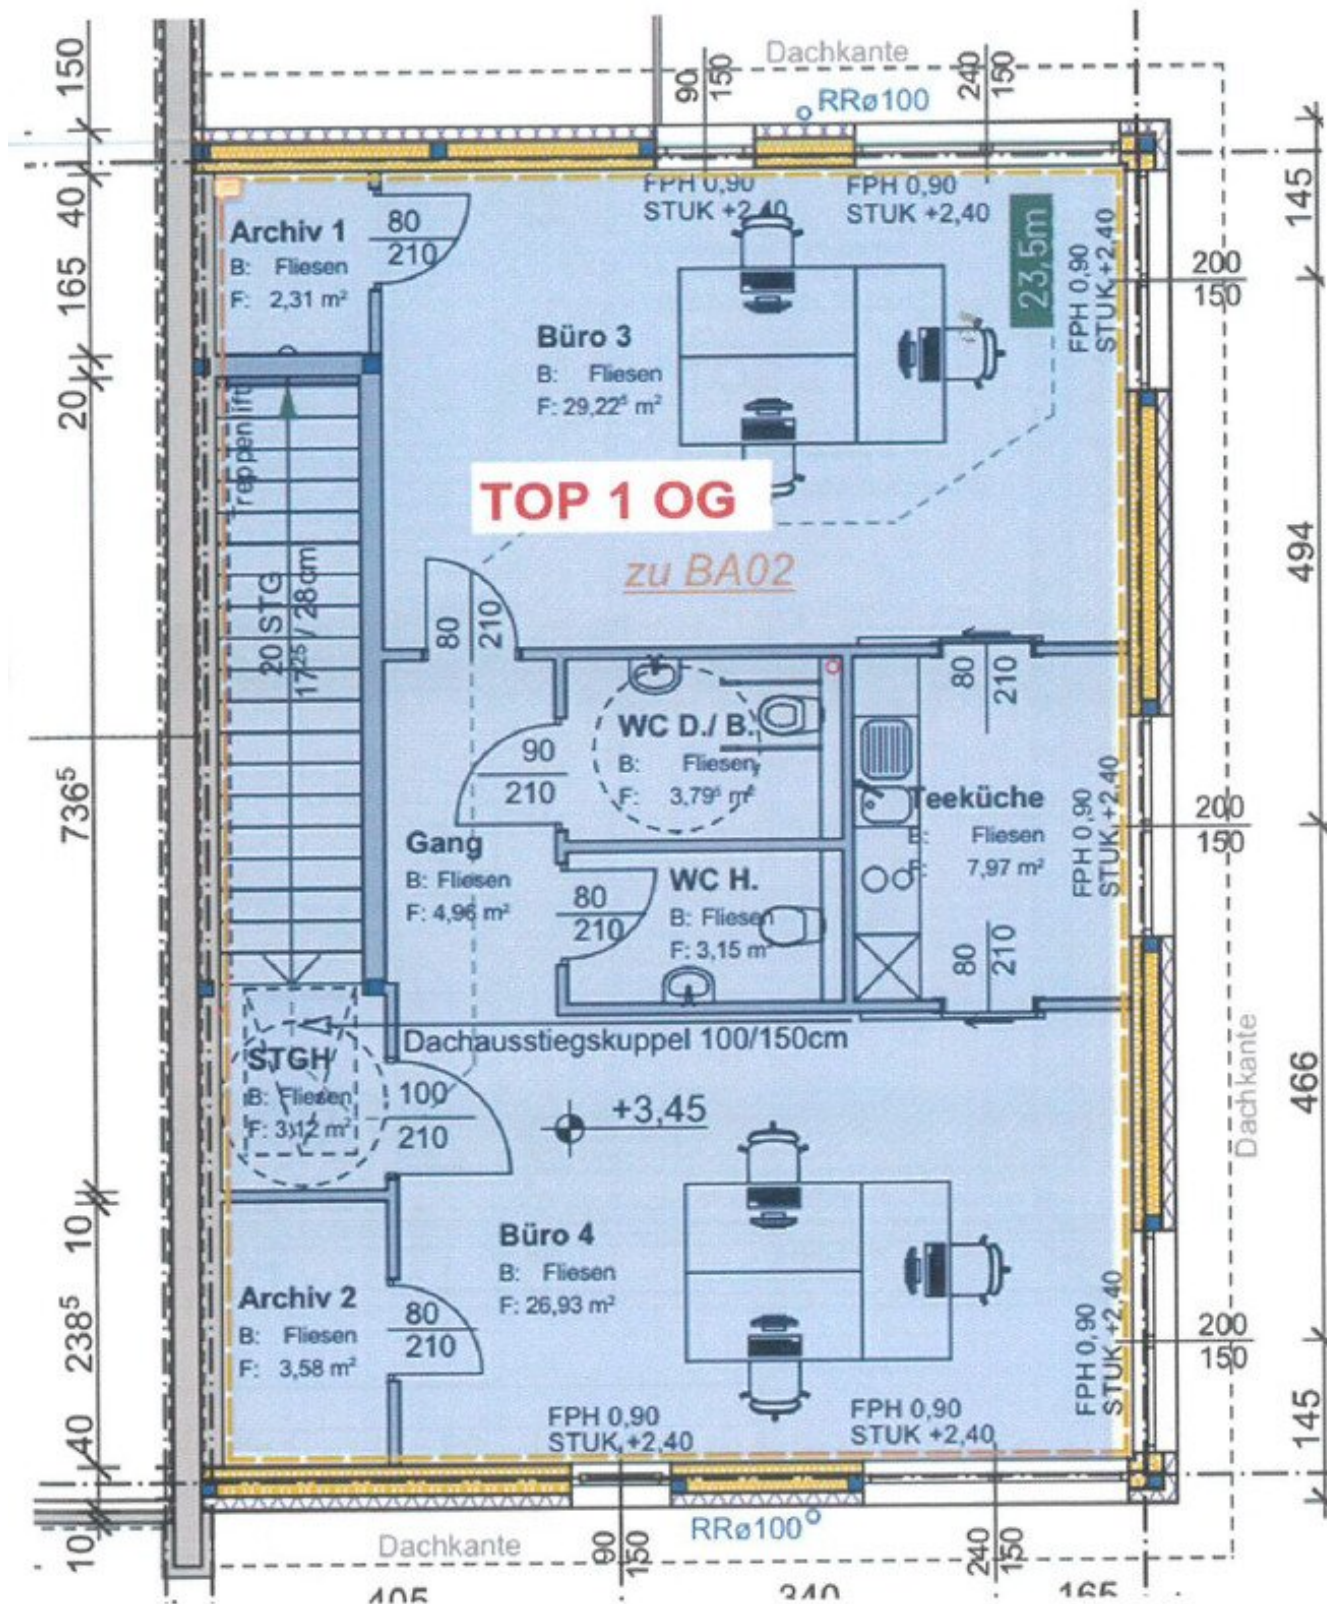 Dachkante
150
90
150
240
150
RRø100
FPH 0,90
STUK +2,40
FPH 0,90
STUK +2,40
40
145
Archiv 1
B: Fliesen
F: 2,31 m²
80
210
23,5m
FPH 0,90
STUK +2,40
200
150
165
Büro 3
B: Fliesen
F: 29,22⁵ m²
20
Treppenlift
TOP 1 OG
zu BA02
494
20 STG
17²⁵ / 28cm
80
210
80
210
WC D./ B.
B: Fliesen
F: 3,79⁵ m²
90
210
736⁵
Teeküche
B: Fliesen
F: 7,97 m²
FPH 0,90
STUK +2,40
200
150
Gang
B: Fliesen
F: 4,96 m²
WC H.
B: Fliesen
F: 3,15 m²
80
210
80
210
Dachausstiegskuppel 100/150cm
STGH
B: Fliesen
F: 3,12 m²
100
210
+3,45
466
Dachkante
10
Büro 4
B: Fliesen
F: 26,93 m²
Archiv 2
B: Fliesen
F: 3,58 m²
80
210
238⁵
FPH 0,90
STUK +2,40
200
150
FPH 0,90
STUK +2,40
FPH 0,90
STUK +2,40
40
145
RRø100
Dachkante
10
90
150
240
150
405
340
165